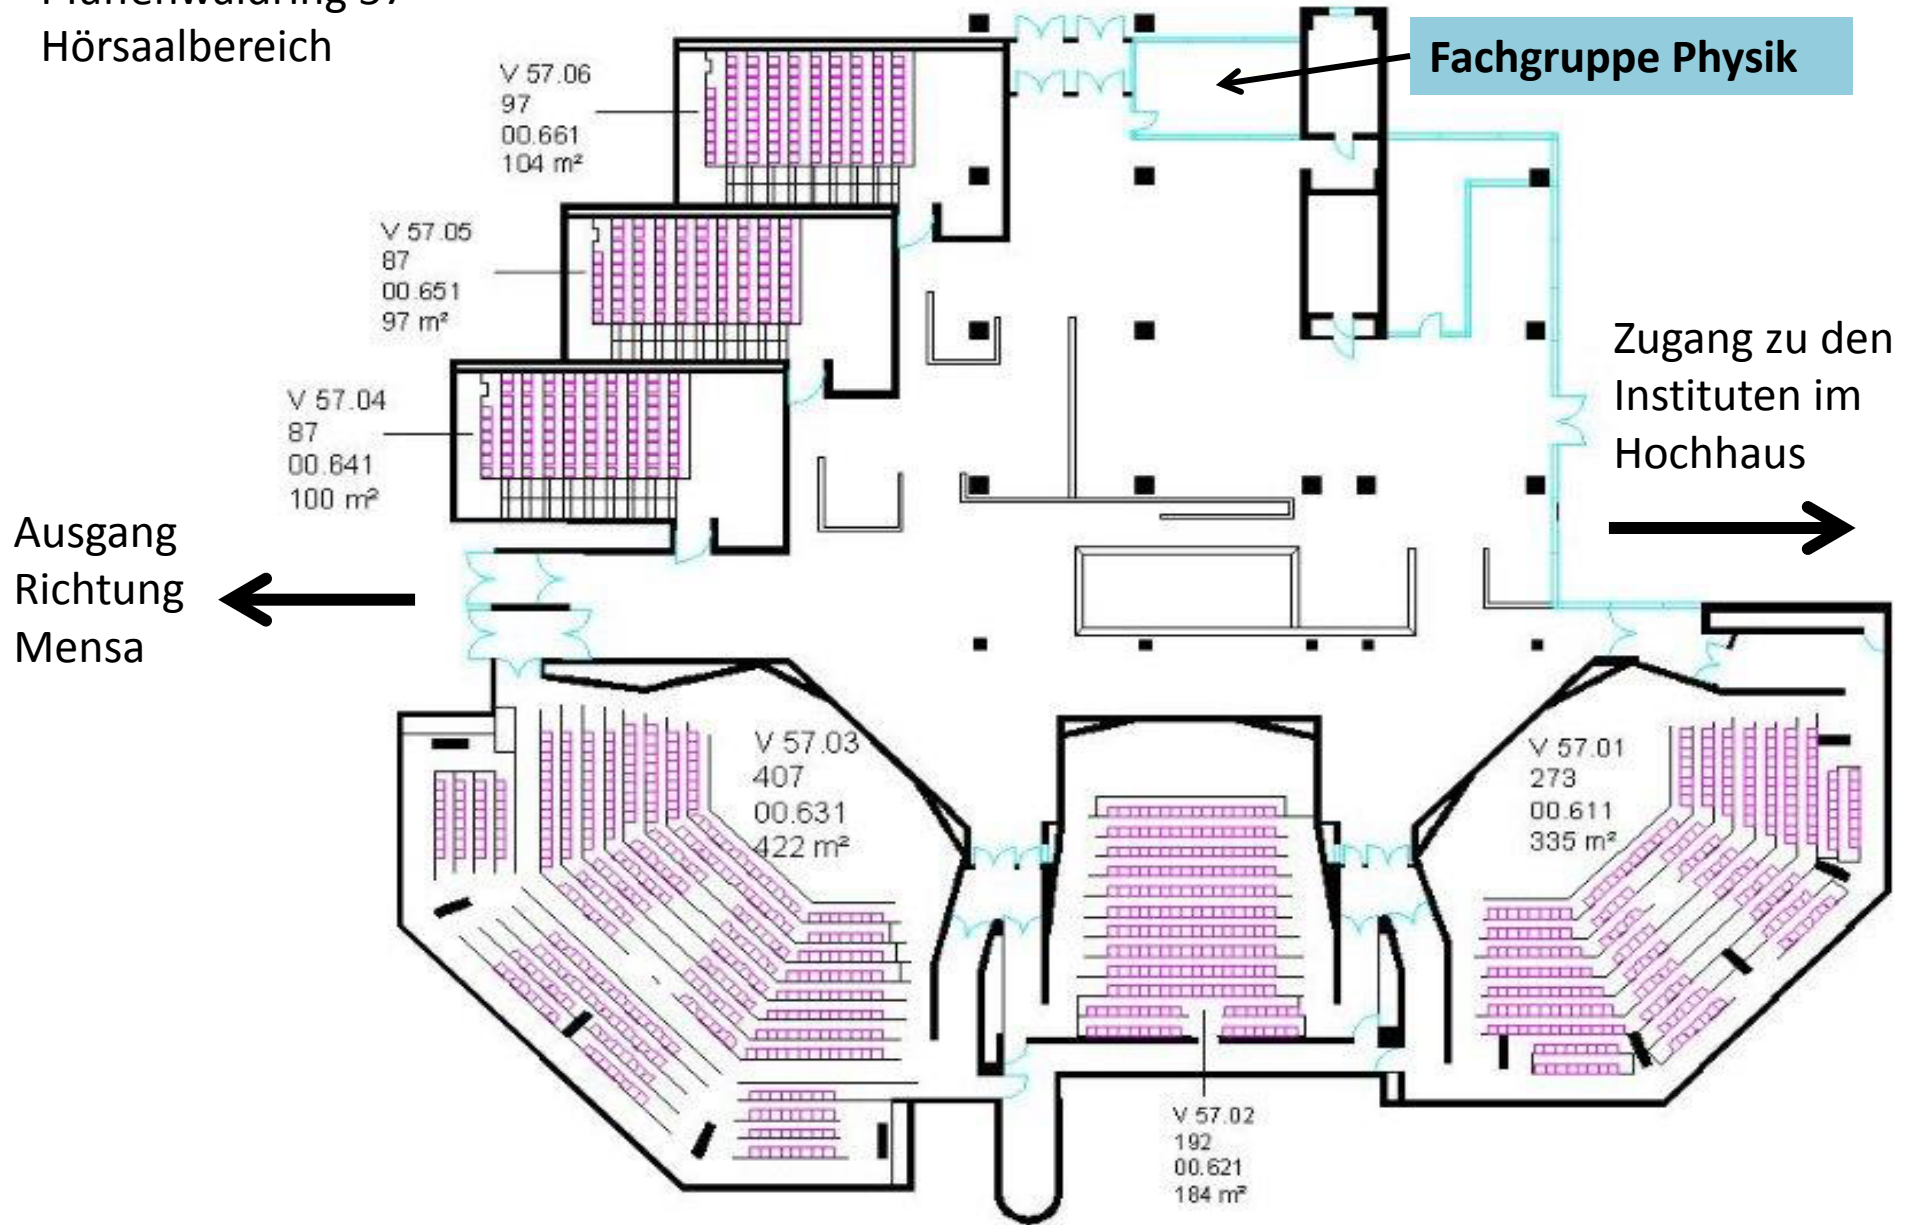 Hörsaalbereich
V 57.06
97
00.661
104 m²
Fachgruppe Physik
V 57.05
87
00.651
97 m²
V 57.04
87
00.641
100 m²
Zugang zu den
Instituten im
Hochhaus
Ausgang
Richtung
Mensa
V 57.03
407
00.631
422 m²
V 57.01
273
00.611
335 m²
V 57.02
192
00.621
184 m²